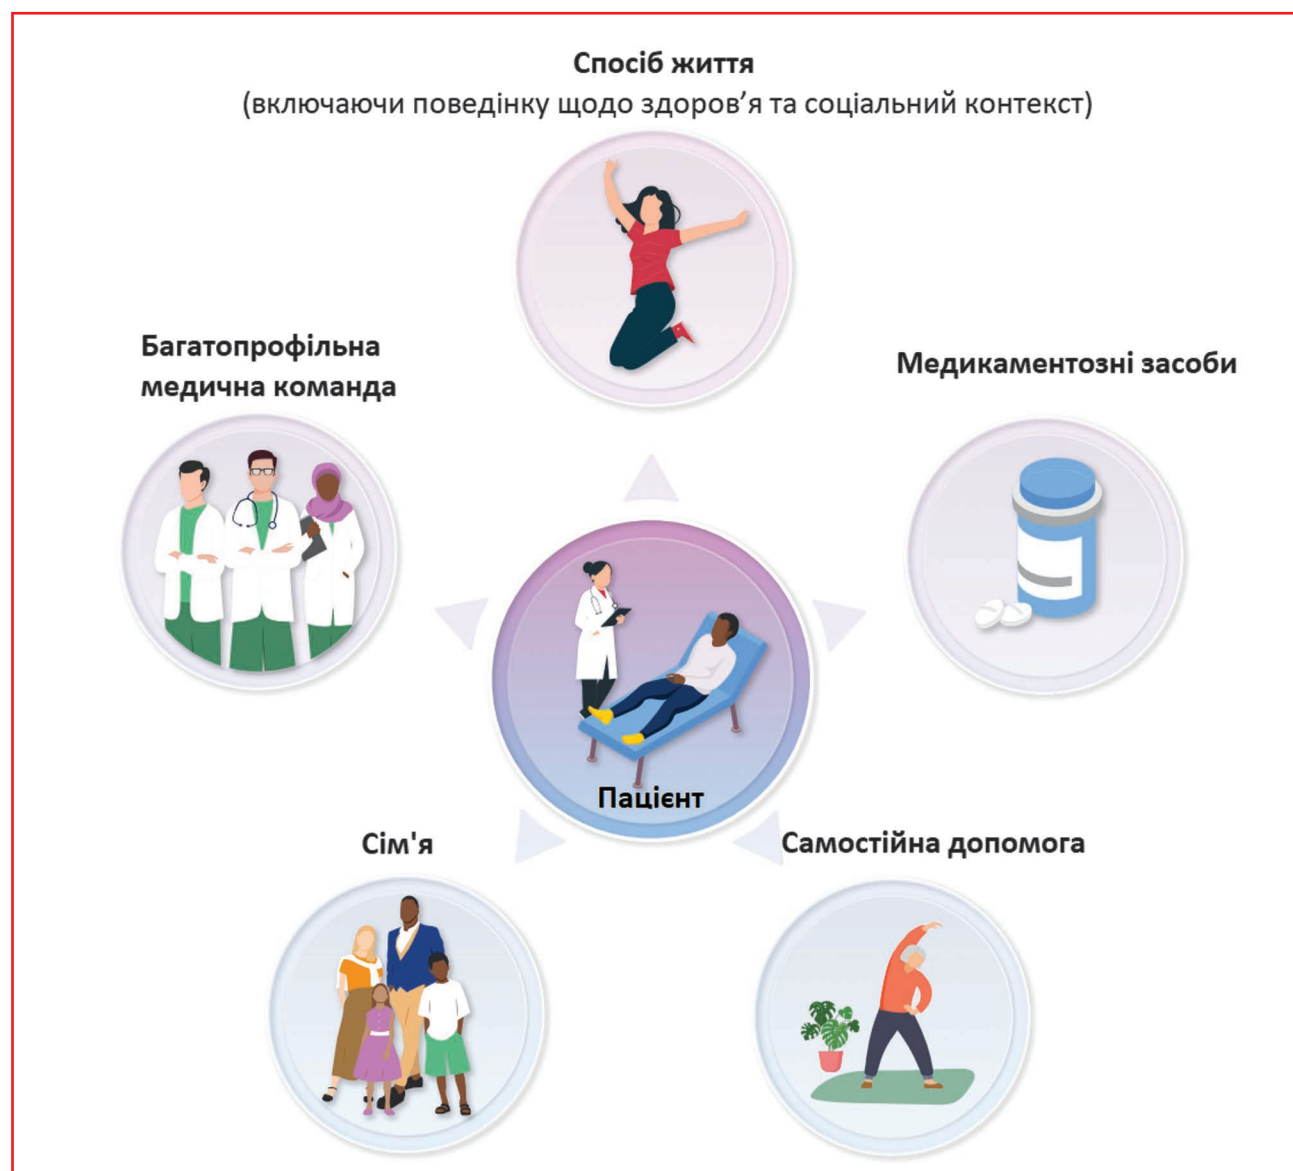 Спосіб життя
(включаючи поведінку щодо здоров’я та соціальний контекст)
Багатопрофільна
медична команда
Медикаментозні засоби
Пацієнт
Сім'я
Самостійна допомога